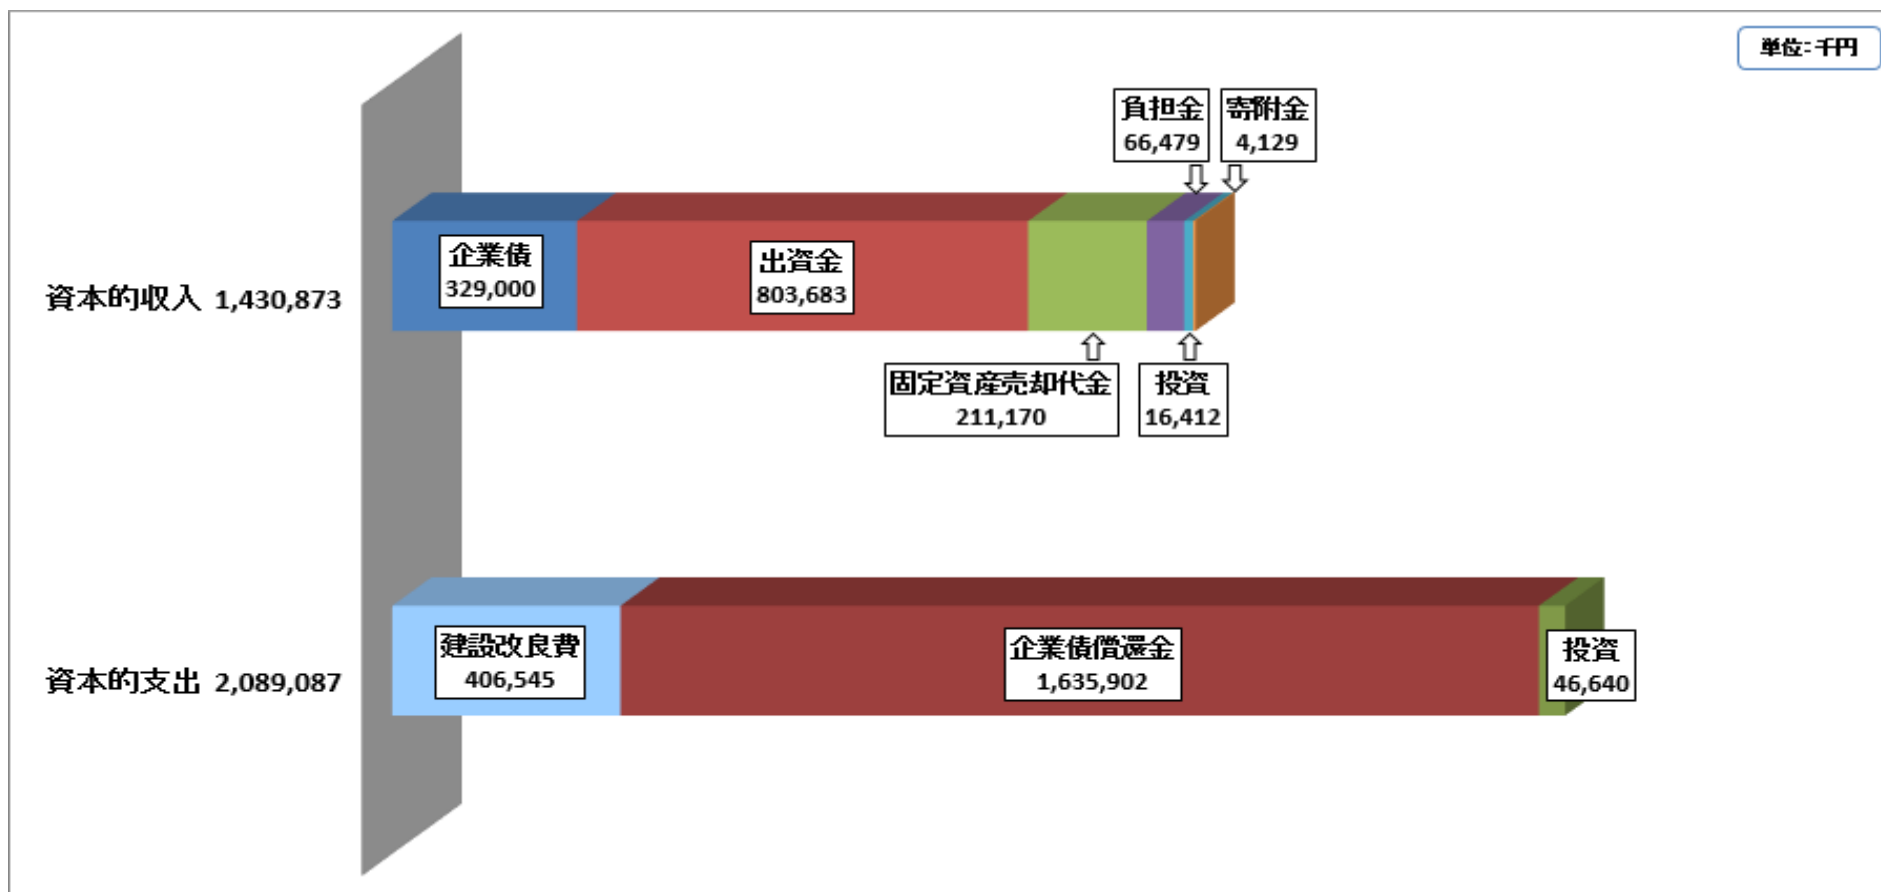 単位:千円
負担金
66,479
寄附金
4,129
企業債
329,000
出資金
803,683
資本的収入 1,430,873
固定資産売却代金
211,170
投資
16,412
建設改良費
406,545
企業債償還金
1,635,902
投資
46,640
資本的支出 2,089,087